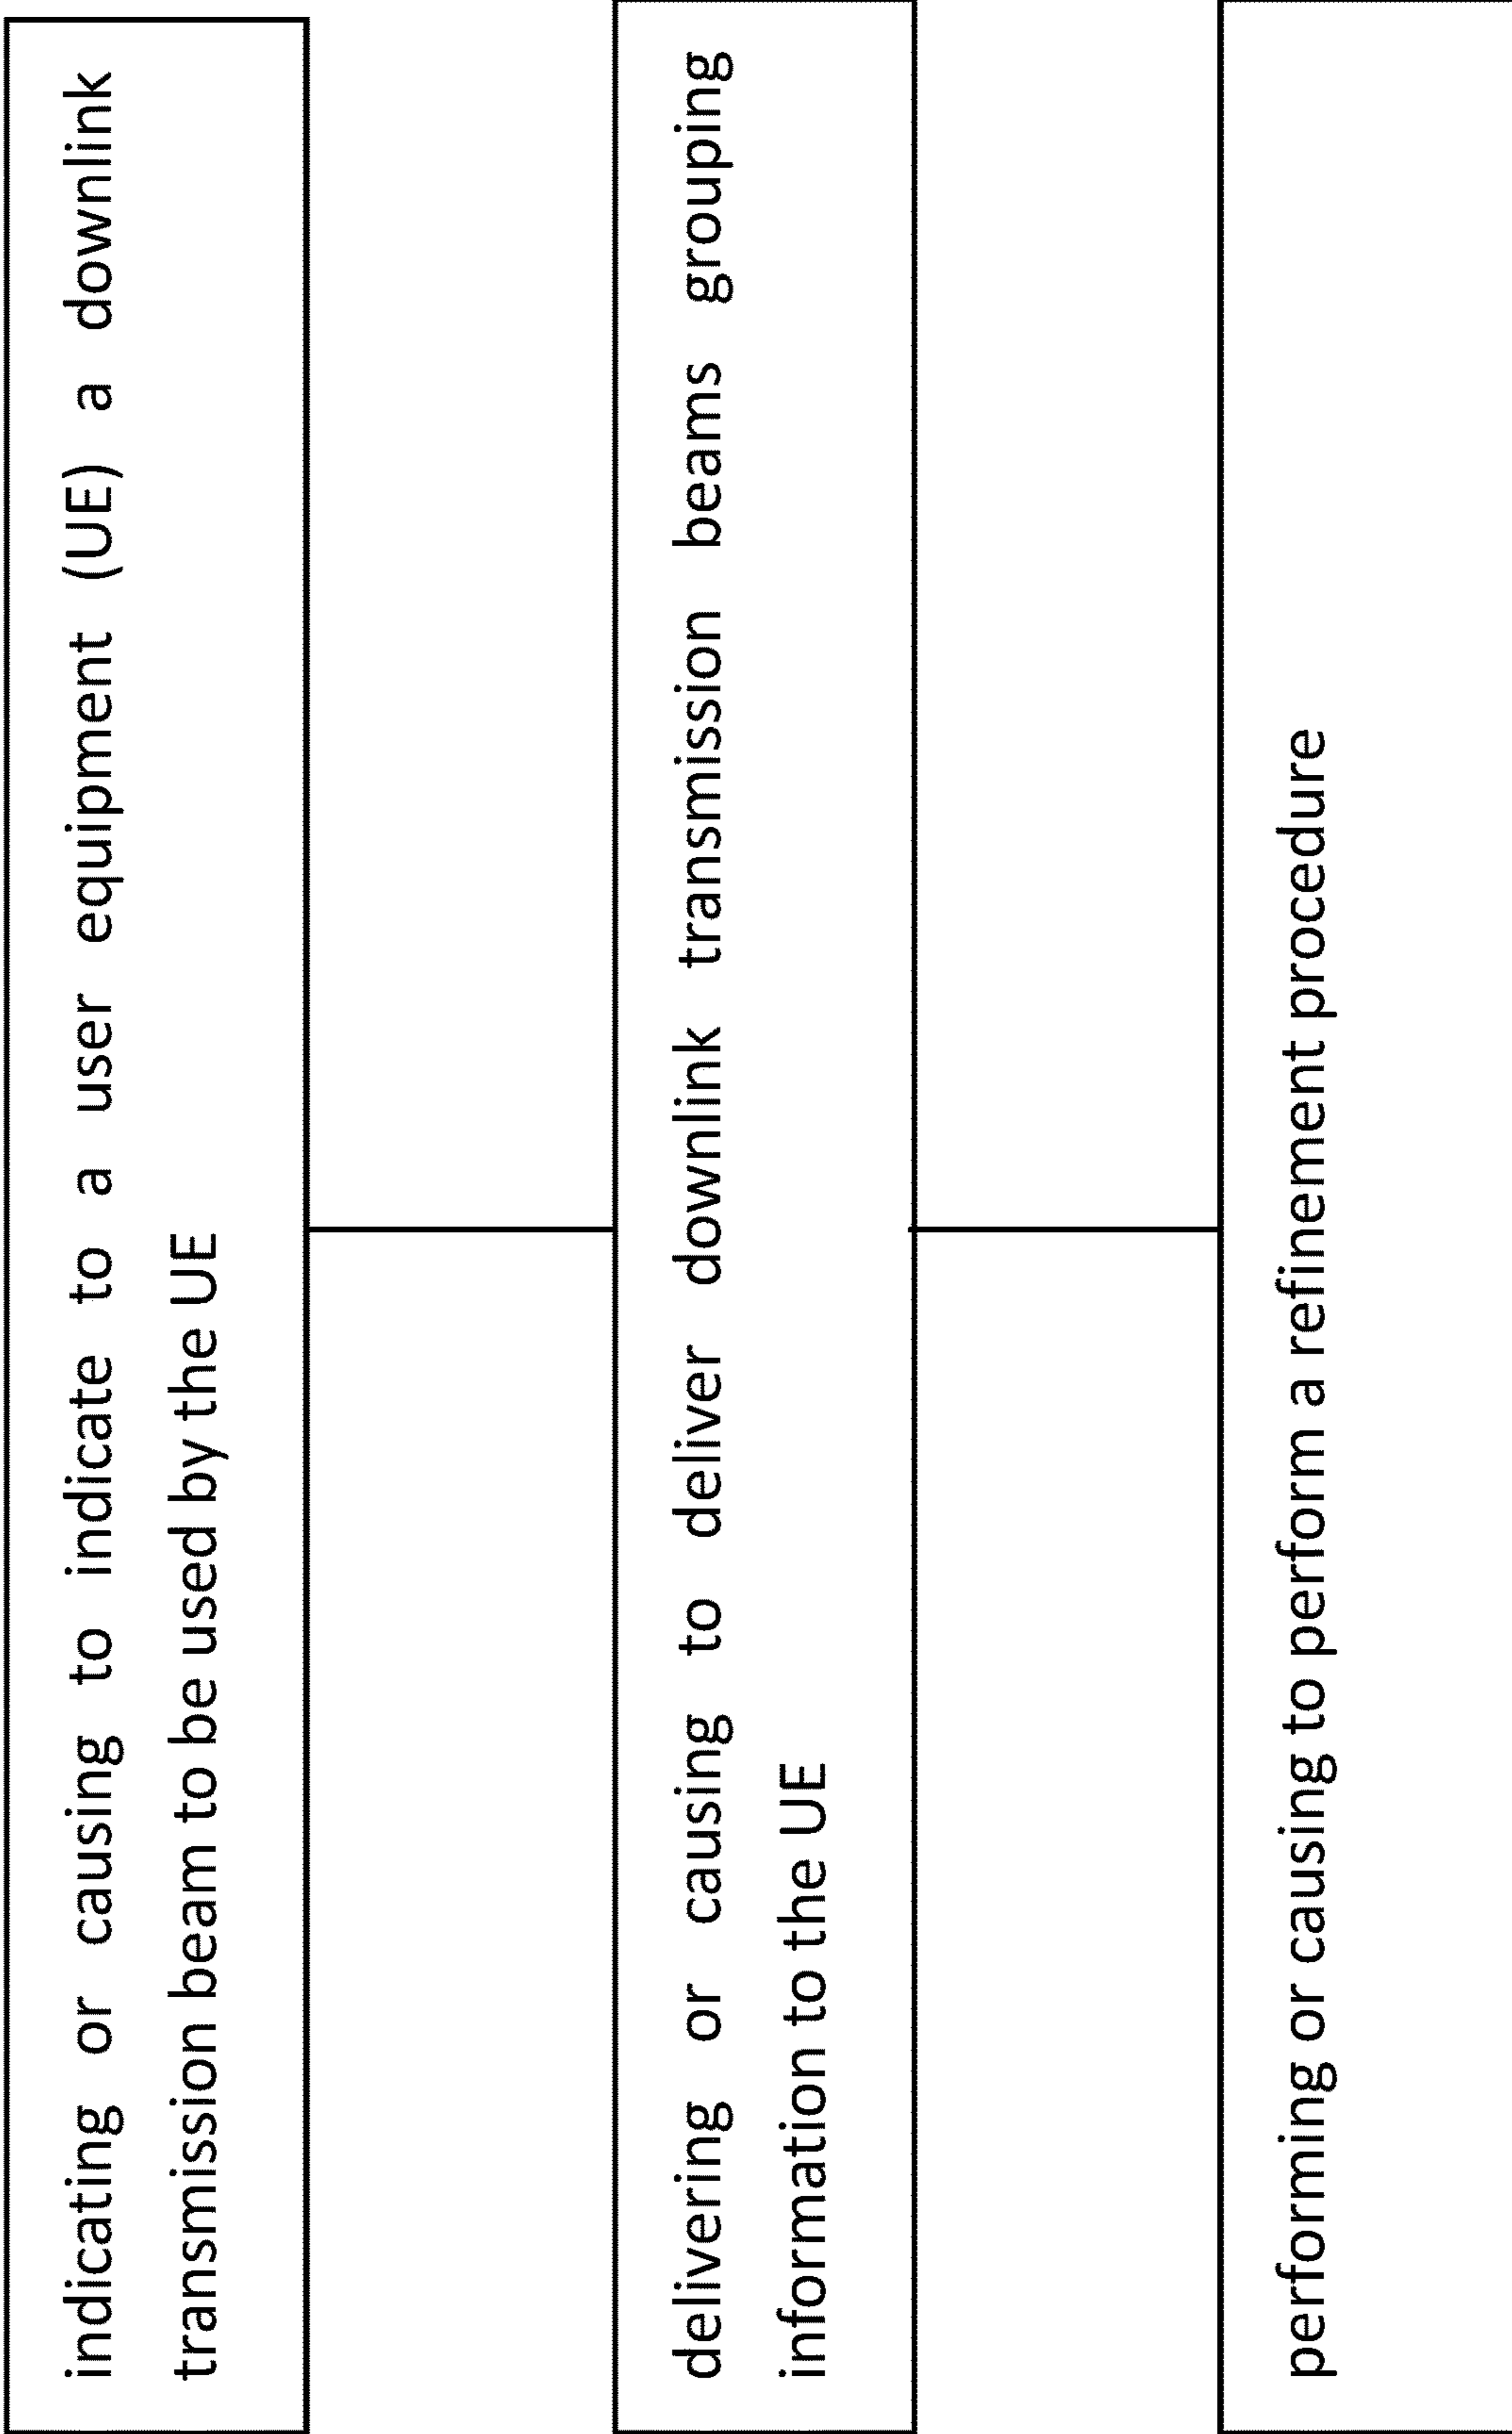 indicating or causing to indicate to a user equipment (UE) a downlink
transmission beam to be used by the UE
delivering or causing to deliver downlink transmission beams grouping
information to the UE
performing or causing to perform a refinement procedure